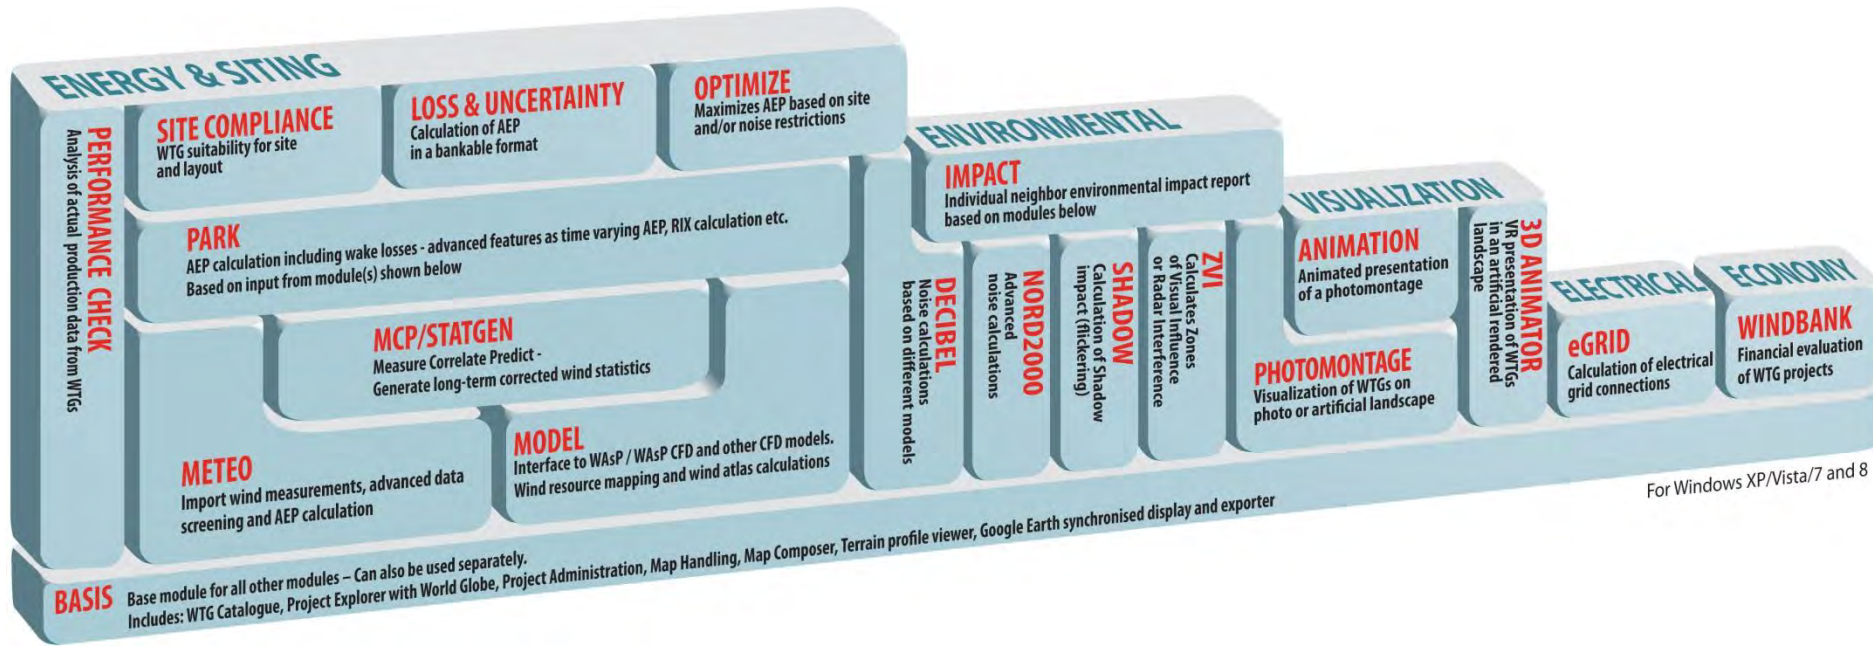 ENERGY & SITING
PERFORMANCE CHECK
Analysis of actual production data from WTGs
SITE COMPLIANCE
WTG suitability for site
and layout
LOSS & UNCERTAINTY
Calculation of AEP
in a bankable format
OPTIMIZE
Maximizes AEP based on site
and/or noise restrictions
PARK
AEP calculation including wake losses - advanced features as time varying AEP, RIX calculation etc.
Based on input from module(s) shown below
MCP/STATGEN
Measure Correlate Predict -
Generate long-term corrected wind statistics
METEO
Import wind measurements, advanced data
screening and AEP calculation
MODEL
Interface to WAsP / WAsP CFD and other CFD models.
Wind resource mapping and wind atlas calculations
ENVIRONMENTAL
IMPACT
Individual neighbor environmental impact report
based on modules below
DECIBEL
Noise calculations
based on different models
NORD2000
Advanced
noise calculations
SHADOW
Calculation of Shadow
impact (flickering)
ZVI
Calculates Zones
of Visual Influence
or Radar Interference
VISUALIZATION
ANIMATION
Animated presentation
of a photomontage
PHOTOMONTAGE
Visualization of WTGs on
photo or artificial landscape
3D ANIMATOR
VR presentation of WTGs
in an artificial rendered
landscape
ELECTRICAL
eGRID
Calculation of electrical
grid connections
ECONOMY
WINDBANK
Financial evaluation
of WTG projects
For Windows XP/Vista/7 and 8
BASIS
Base module for all other modules – Can also be used separately.
Includes: WTG Catalogue, Project Explorer with World Globe, Project Administration, Map Handling, Map Composer, Terrain profile viewer, Google Earth synchronised display and exporter